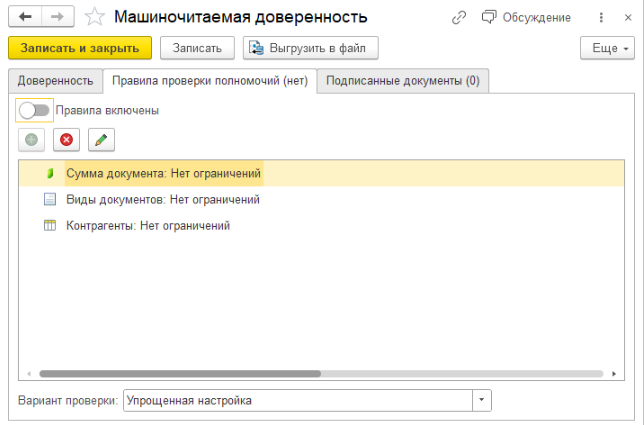 Машиночитаемая доверенность Обсуждение
Записать и закрыть Записать Выгрузить в файл Еще
Доверенность Правила проверки полномочий (нет) Подписанные документы (0)
Правила включены
Сумма документа: Нет ограничений
Виды документов: Нет ограничений
Контрагенты: Нет ограничений
Вариант проверки: Упрощенная настройка